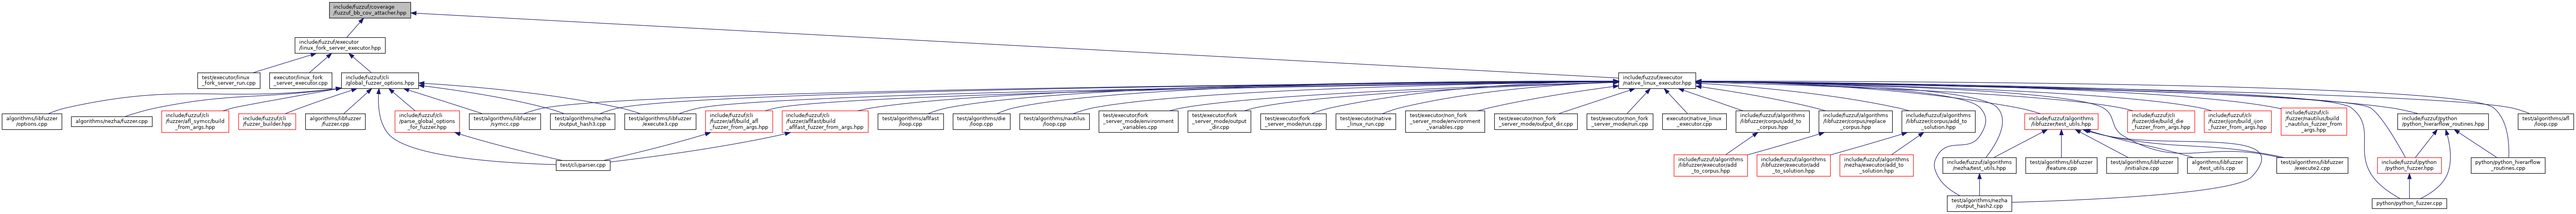 include/fuzzuf/coverage
/fuzzuf_bb_cov_attacher.hpp
include/fuzzuf/executor
/linux_fork_server_executor.hpp
test/executor/linux
_fork_server_run.cpp
executor/linux_fork
_server_executor.cpp
include/fuzzuf/cli
/global_fuzzer_options.hpp
include/fuzzuf/executor
/native_linux_executor.hpp
algorithms/libfuzzer
/options.cpp
algorithms/nezha/fuzzer.cpp
include/fuzzuf/cli
/fuzzer/afl_symcc/build
_from_args.hpp
include/fuzzuf/cli
/fuzzer_builder.hpp
algorithms/libfuzzer
/fuzzer.cpp
include/fuzzuf/cli
/parse_global_options
_for_fuzzer.hpp
test/algorithms/libfuzzer
/symcc.cpp
test/algorithms/nezha
/output_hash3.cpp
test/algorithms/libfuzzer
/execute3.cpp
include/fuzzuf/cli
/fuzzer/afl/build_afl
_fuzzer_from_args.hpp
include/fuzzuf/cli
/fuzzer/aflfast/build
_aflfast_fuzzer_from_args.hpp
test/algorithms/aflfast
/loop.cpp
test/algorithms/die
/loop.cpp
test/algorithms/nautilus
/loop.cpp
test/executor/fork
_server_mode/environment
_variables.cpp
test/executor/fork
_server_mode/output
_dir.cpp
test/executor/fork
_server_mode/run.cpp
test/executor/native
_linux_run.cpp
test/executor/non_fork
_server_mode/environment
_variables.cpp
test/executor/non_fork
_server_mode/output_dir.cpp
test/executor/non_fork
_server_mode/run.cpp
executor/native_linux
_executor.cpp
include/fuzzuf/algorithms
/libfuzzer/corpus/add_to
_corpus.hpp
include/fuzzuf/algorithms
/libfuzzer/corpus/replace
_corpus.hpp
include/fuzzuf/algorithms
/libfuzzer/corpus/add_to
_solution.hpp
include/fuzzuf/algorithms
/libfuzzer/test_utils.hpp
include/fuzzuf/cli
/fuzzer/die/build_die
_fuzzer_from_args.hpp
include/fuzzuf/cli
/fuzzer/ijon/build_ijon
_fuzzer_from_args.hpp
include/fuzzuf/cli
/fuzzer/nautilus/build
_nautilus_fuzzer_from
_args.hpp
include/fuzzuf/python
/python_hierarflow_routines.hpp
test/algorithms/afl
/loop.cpp
test/cli/parser.cpp
include/fuzzuf/algorithms
/libfuzzer/executor/add
_to_corpus.hpp
include/fuzzuf/algorithms
/libfuzzer/executor/add
_to_solution.hpp
include/fuzzuf/algorithms
/nezha/executor/add_to
_solution.hpp
include/fuzzuf/algorithms
/nezha/test_utils.hpp
test/algorithms/libfuzzer
/feature.cpp
test/algorithms/libfuzzer
/initialize.cpp
algorithms/libfuzzer
/test_utils.cpp
test/algorithms/libfuzzer
/execute2.cpp
include/fuzzuf/python
/python_fuzzer.hpp
python/python_hierarflow
_routines.cpp
test/algorithms/nezha
/output_hash2.cpp
python/python_fuzzer.cpp